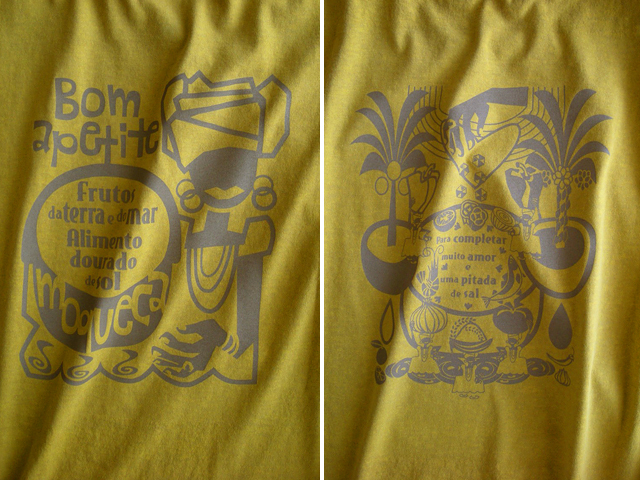 Bom
apetite
Frutos
da terra e do mar
Alimento
dourado
de sol
moqueca
Para completar
muito amor
e
uma pitada
de sal